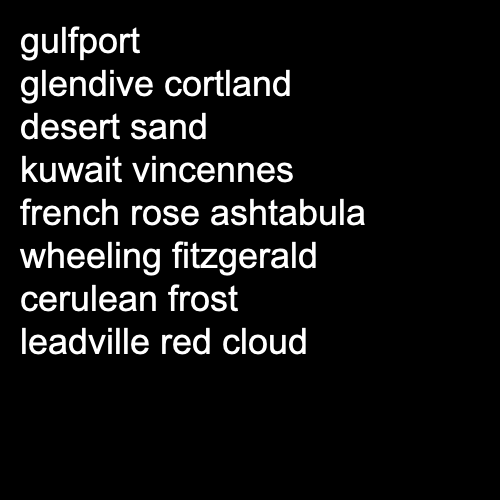 gulfport
glendive cortland
desert sand
kuwait vincennes
french rose ashtabula
wheeling fitzgerald
cerulean frost
leadville red cloud